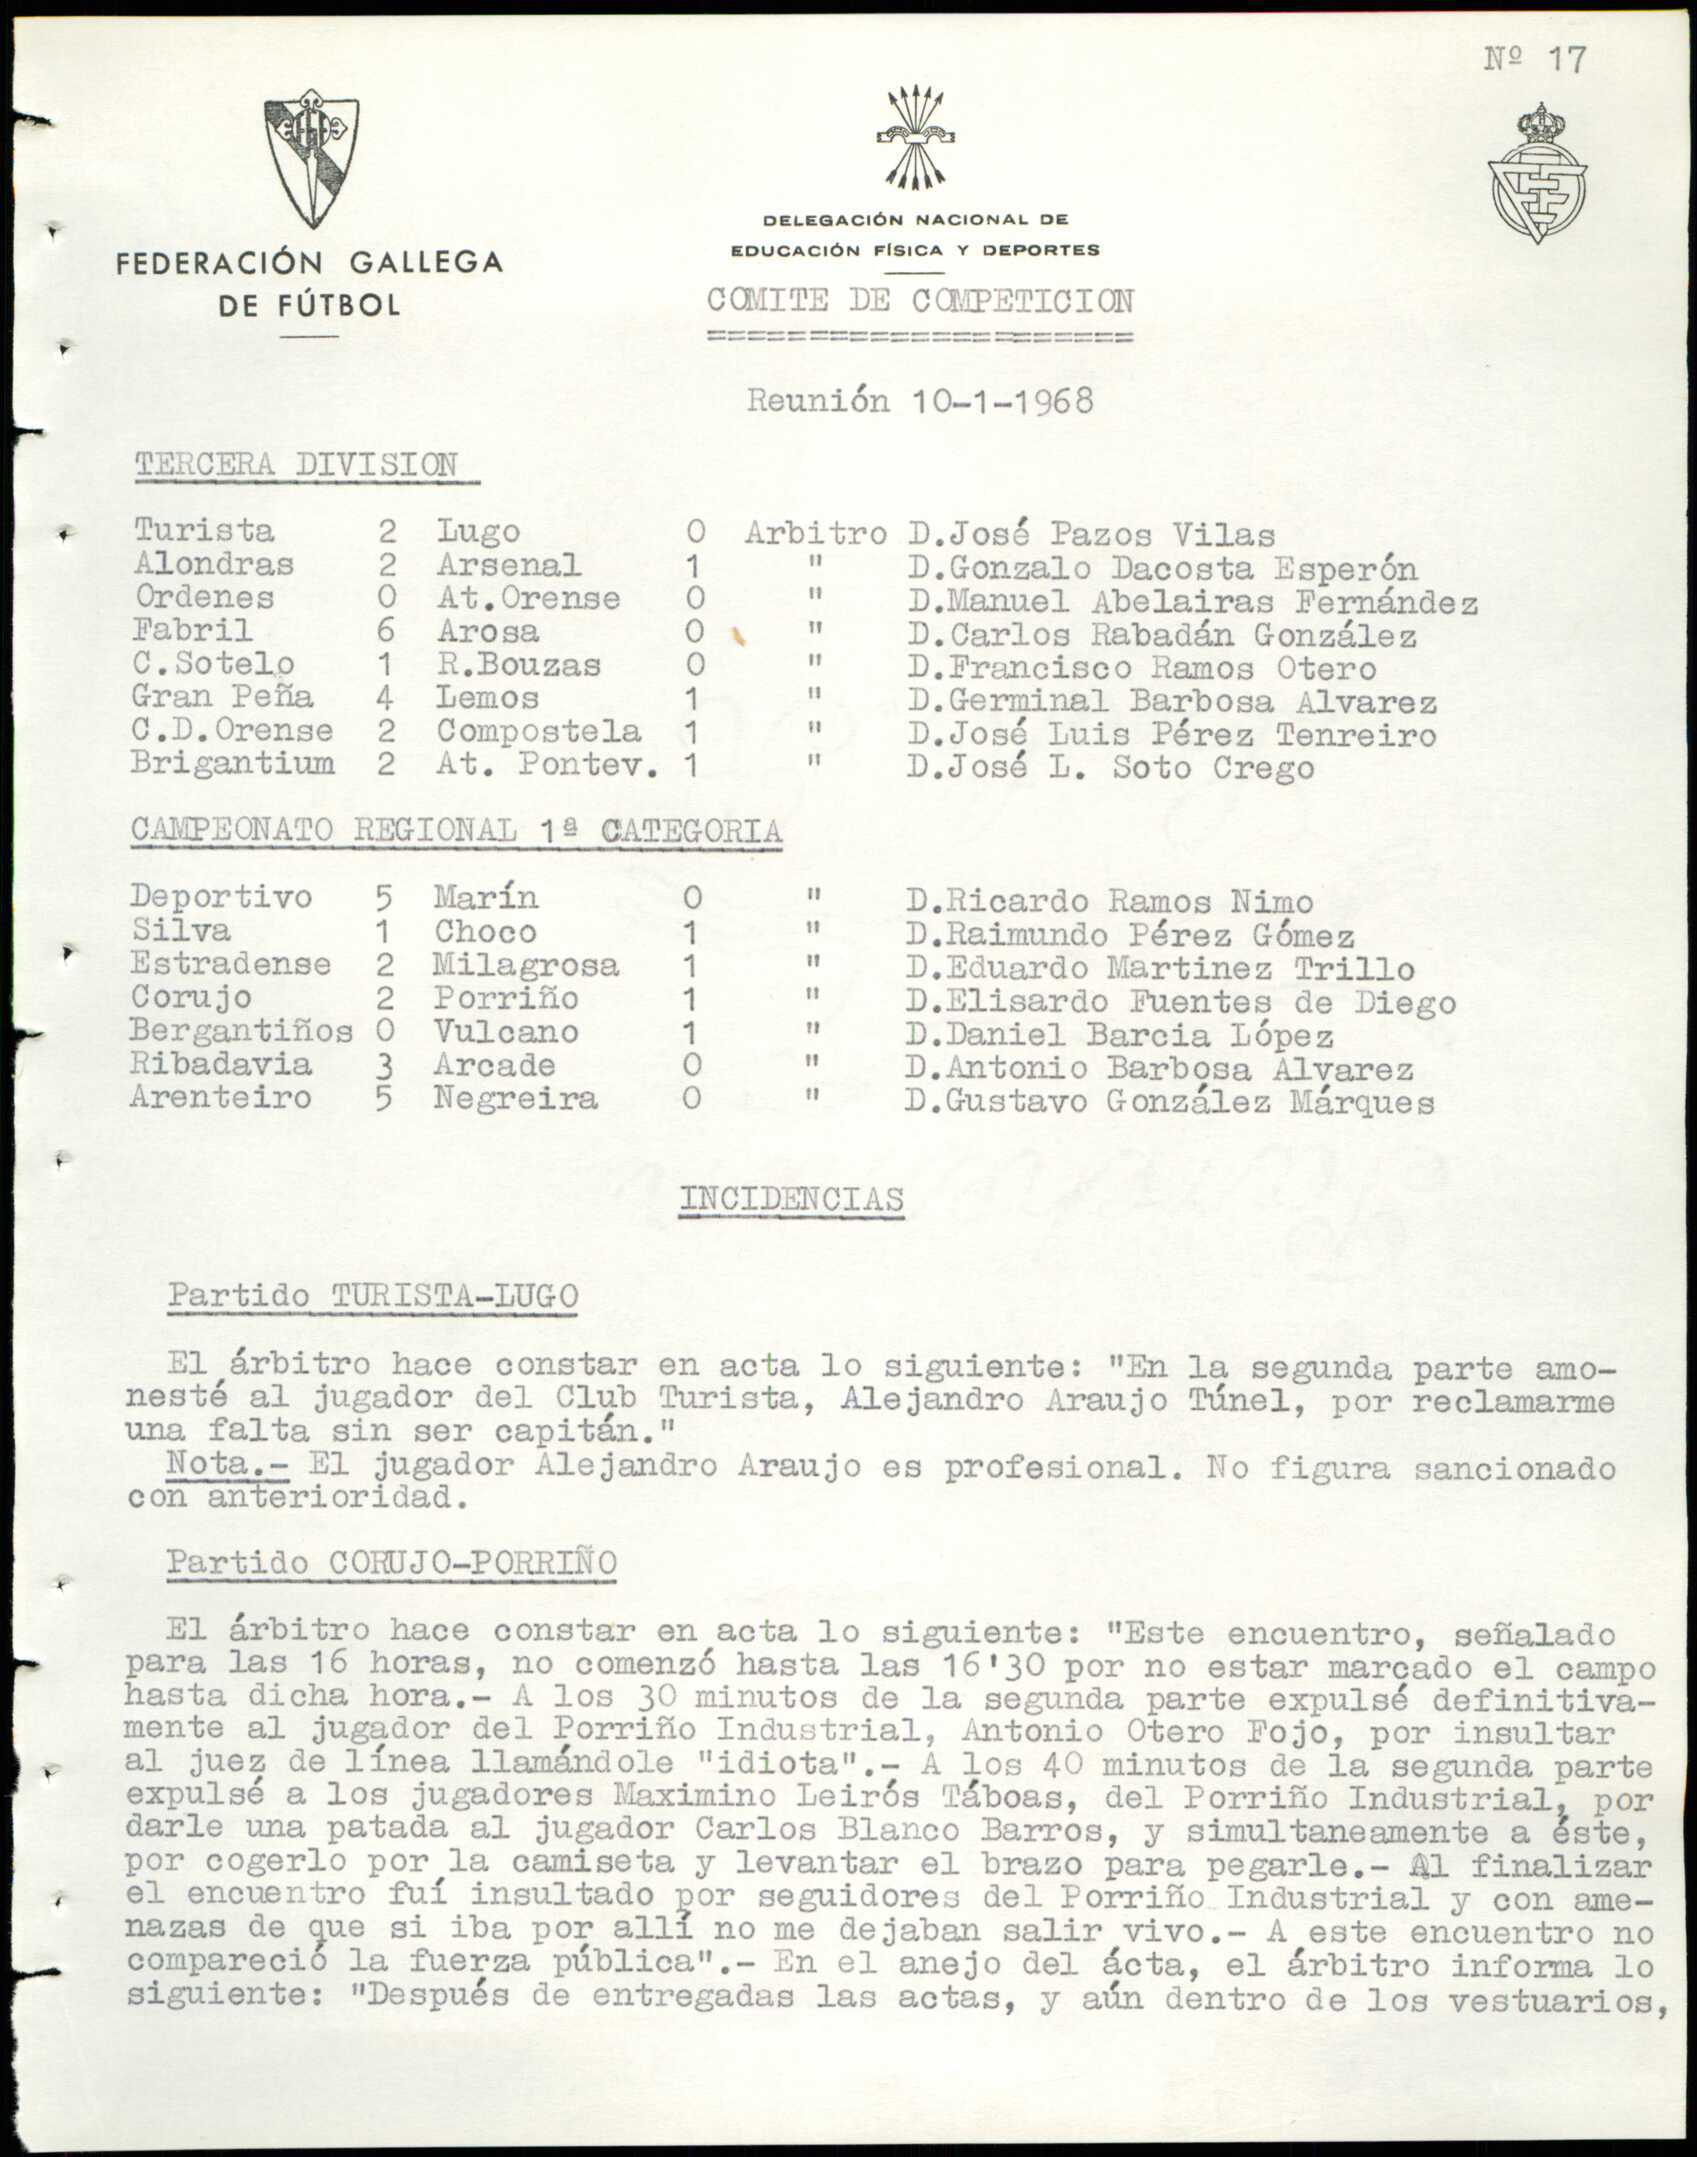 Nº 17
FEDERACIÓN GALLEGA
DE FÚTBOL
DELEGACIÓN NACIONAL DE
EDUCACIÓN FÍSICA Y DEPORTES
COMITE DE COMPETICION
=====================
Reunión 10-1-1968
TERCERA DIVISION
Turista 2 Lugo 0 Arbitro D.José Pazos Vilas
Alondras 2 Arsenal 1 " D.Gonzalo Dacosta Esperón
Ordenes 0 At.Orense 0 " D.Manuel Abelairas Fernández
Fabril 6 Arosa 0 " D.Carlos Rabadán González
C.Sotelo 1 R.Bouzas 0 " D.Francisco Ramos Otero
Gran Peña 4 Lemos 1 " D.Germinal Barbosa Alvarez
C.D.Orense 2 Compostela 1 " D.José Luis Pérez Tenreiro
Brigantium 2 At. Pontev. 1 " D.José L. Soto Crego
CAMPEONATO REGIONAL 1ª CATEGORIA
Deportivo 5 Marín 0 " D.Ricardo Ramos Nimo
Silva 1 Choco 1 " D.Raimundo Pérez Gómez
Estradense 2 Milagrosa 1 " D.Eduardo Martinez Trillo
Corujo 2 Porriño 1 " D.Elisardo Fuentes de Diego
Bergantiños 0 Vulcano 1 " D.Daniel Barcia López
Ribadavia 3 Arcade 0 " D.Antonio Barbosa Alvarez
Arenteiro 5 Negreira 0 " D.Gustavo González Márques
INCIDENCIAS
Partido TURISTA-LUGO
El árbitro hace constar en acta lo siguiente: "En la segunda parte amo-
nesté al jugador del Club Turista, Alejandro Araujo Túnel, por reclamarme
una falta sin ser capitán."
Nota.- El jugador Alejandro Araujo es profesional. No figura sancionado
con anterioridad.
Partido CORUJO-PORRIÑO
El árbitro hace constar en acta lo siguiente: "Este encuentro, señalado
para las 16 horas, no comenzó hasta las 16'30 por no estar marcado el campo
hasta dicha hora.- A los 30 minutos de la segunda parte expulsé definitiva-
mente al jugador del Porriño Industrial, Antonio Otero Fojo, por insultar
al juez de línea llamándole "idiota".- A los 40 minutos de la segunda parte
expulsé a los jugadores Maximino Leirós Táboas, del Porriño Industrial, por
darle una patada al jugador Carlos Blanco Barros, y simultaneamente a éste,
por cogerlo por la camiseta y levantar el brazo para pegarle.- Al finalizar
el encuentro fuí insultado por seguidores del Porriño Industrial y con ame-
nazas de que si iba por allí no me dejaban salir vivo.- A este encuentro no
compareció la fuerza pública".- En el anejo del ácta, el árbitro informa lo
siguiente: "Después de entregadas las actas, y aún dentro de los vestuarios,